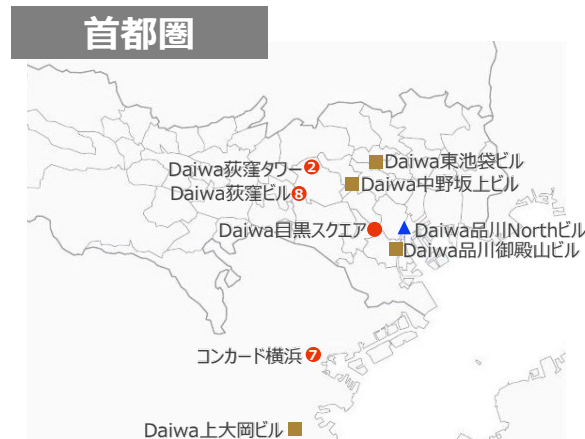 首都圏
Daiwa東池袋ビル
Daiwa荻窪タワー 2
Daiwa中野坂上ビル
Daiwa荻窪ビル 8
Daiwa目黒スクエア
Daiwa品川Northビル
Daiwa品川御殿山ビル
コンカード横浜 7
Daiwa上大岡ビル